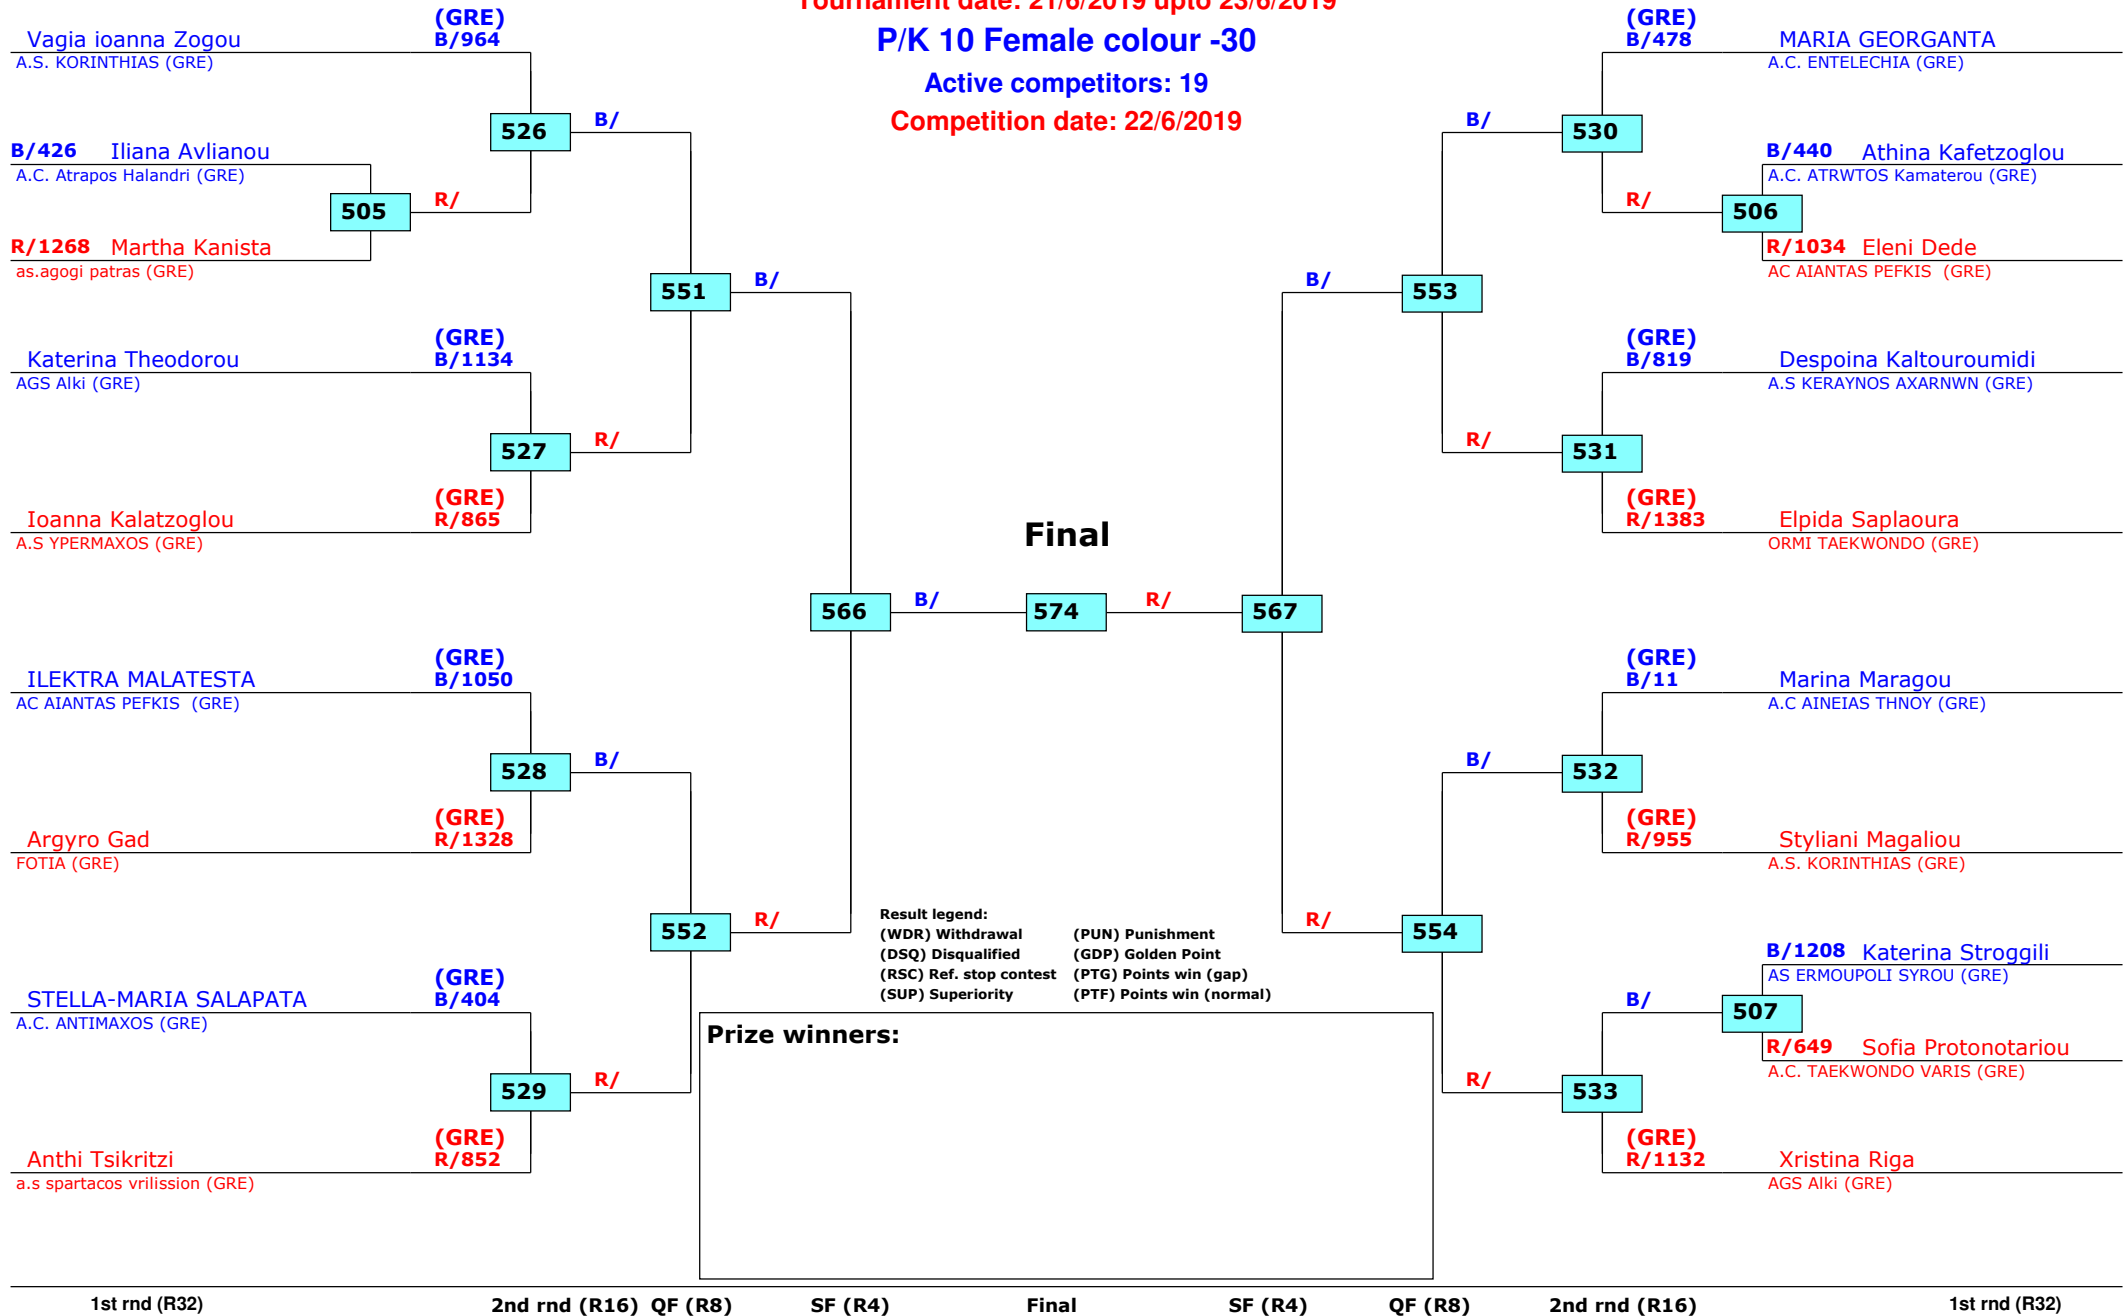 Tournament date: 21/6/2019 upto 23/6/2019
P/K 10 Female colour -30
Active competitors: 19
Competition date: 22/6/2019
(GRE)
Vagia ioanna Zogou B/964
A.S. KORINTHIAS (GRE)
526 B/
B/426 Iliana Avlianou
A.C. Atrapos Halandri (GRE)
505 R/
R/1268 Martha Kanista
as.agogi patras (GRE)
551 B/
(GRE)
Katerina Theodorou B/1134
AGS Alki (GRE)
527 R/
(GRE)
Ioanna Kalatzoglou R/865
A.S YPERMAXOS (GRE)
566 B/
(GRE)
ILEKTRA MALATESTA B/1050
AC AIANTAS PEFKIS (GRE)
528 B/
(GRE)
Argyro Gad R/1328
FOTIA (GRE)
552 R/
(GRE)
STELLA-MARIA SALAPATA B/404
A.C. ANTIMAXOS (GRE)
529 R/
(GRE)
Anthi Tsikritzi R/852
a.s spartacos vrilission (GRE)
Final
574
(GRE)
B/478 MARIA GEORGANTA
A.C. ENTELECHIA (GRE)
B/ 530
B/440 Athina Kafetzoglou
A.C. ATRWTOS Kamaterou (GRE)
R/ 506
R/1034 Eleni Dede
AC AIANTAS PEFKIS (GRE)
B/ 553
(GRE)
B/819 Despoina Kaltouroumidi
A.S KERAYNOS AXARNWN (GRE)
R/ 531
(GRE)
R/1383 Elpida Saplaoura
ORMI TAEKWONDO (GRE)
R/ 567
(GRE)
B/11 Marina Maragou
A.C AINEIAS THNOY (GRE)
B/ 532
(GRE)
R/955 Styliani Magaliou
A.S. KORINTHIAS (GRE)
R/ 554
B/1208 Katerina Stroggili
AS ERMOUPOLI SYROU (GRE)
B/ 507
R/649 Sofia Protonotariou
A.C. TAEKWONDO VARIS (GRE)
R/ 533
(GRE)
R/1132 Xristina Riga
AGS Alki (GRE)
Result legend:
(WDR) Withdrawal (PUN) Punishment
(DSQ) Disqualified (GDP) Golden Point
(RSC) Ref. stop contest (PTG) Points win (gap)
(SUP) Superiority (PTF) Points win (normal)
Prize winners:
1st rnd (R32) 2nd rnd (R16) QF (R8) SF (R4) Final SF (R4) QF (R8) 2nd rnd (R16) 1st rnd (R32)